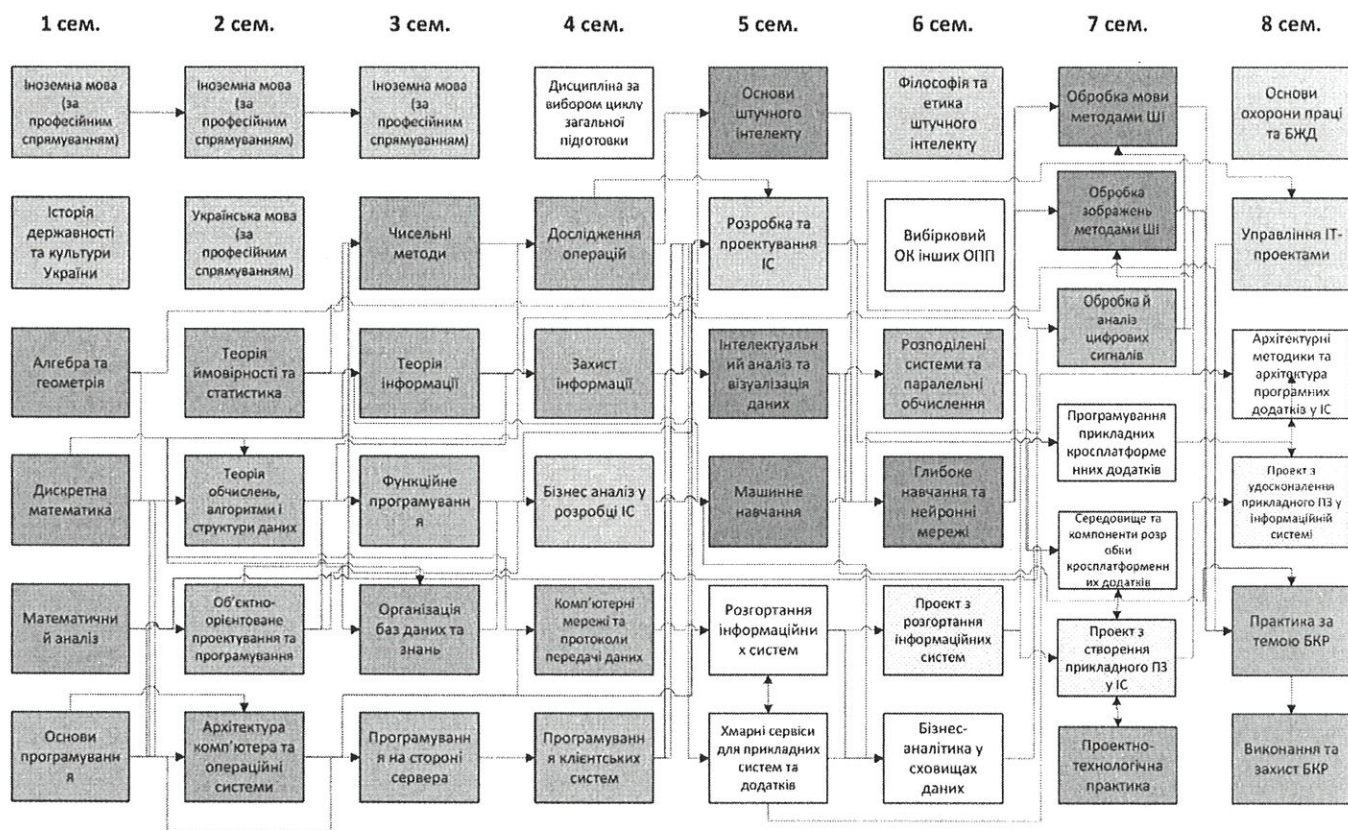 1 сем.
2 сем.
3 сем.
4 сем.
5 сем.
6 сем.
7 сем.
8 сем.
Іноземна мова
(за
професійним
спрямуванням)
Іноземна мова
(за
професійним
спрямуванням)
Іноземна мова
(за
професійним
спрямуванням)
Дисципліна за
вибором циклу
загальної
підготовки
Основи
штучного
інтелекту
Філософія та
етика
штучного
інтелекту
Обробка мови
методами ШІ
Основи
охорони праці
та БЖД
Історія
державності
та культури
України
Українська мова
(за
професійним
спрямуванням)
Чисельні
методи
Дослідження
операцій
Розробка та
проектування
ІС
Вибірковий
ОК інших ОПП
Обробка
зображень
методами ШІ
Управління ІТ-
проектами
Алгебра та
геометрія
Теорія
ймовірності та
статистика
Теорія
інформації
Захист
інформації
Інтелектуальн
ий аналіз та
візуалізація
даних
Розподілені
системи та
паралельні
обчислення
Обробка й
аналіз
цифрових
сигналів
Архітектурні
методики та
архітектура
програмних
додатків у ІС
Програмування
прикладних
кросплатформе
нних додатків
Дискретна
математика
Теорія
обчислень,
алгоритми і
структури даних
Функційне
програмуванн
я
Бізнес аналіз у
розробці ІС
Машинне
навчання
Глибоке
навчання та
нейронні
мережі
Середовище та
компоненти розр
обки
кросплатформен
них додатків
Проект з
удосконалення
прикладного ПЗ
у інформаційній
системі
Математични
й аналіз
Об'єктно-
орієнтоване
проектування та
програмування
Організація
баз даних та
знань
Комп'ютерні
мережі та
протоколи
передачі даних
Розгортання
інформаційни
х систем
Проект з
розгортання
інформаційних
систем
Проект з
створення
прикладного ПЗ
у ІС
Практика за
темою БКР
Основи
програмуванн
я
Архітектура
комп'ютера та
операційні
системи
Програмуванн
я на стороні
сервера
Програмуванн
я клієнтських
систем
Хмарні сервіси
для прикладних
систем та
додатків
Бізнес-
аналітика у
сховищах
даних
Проектно-
технологічна
практика
Виконання та
захист БКР